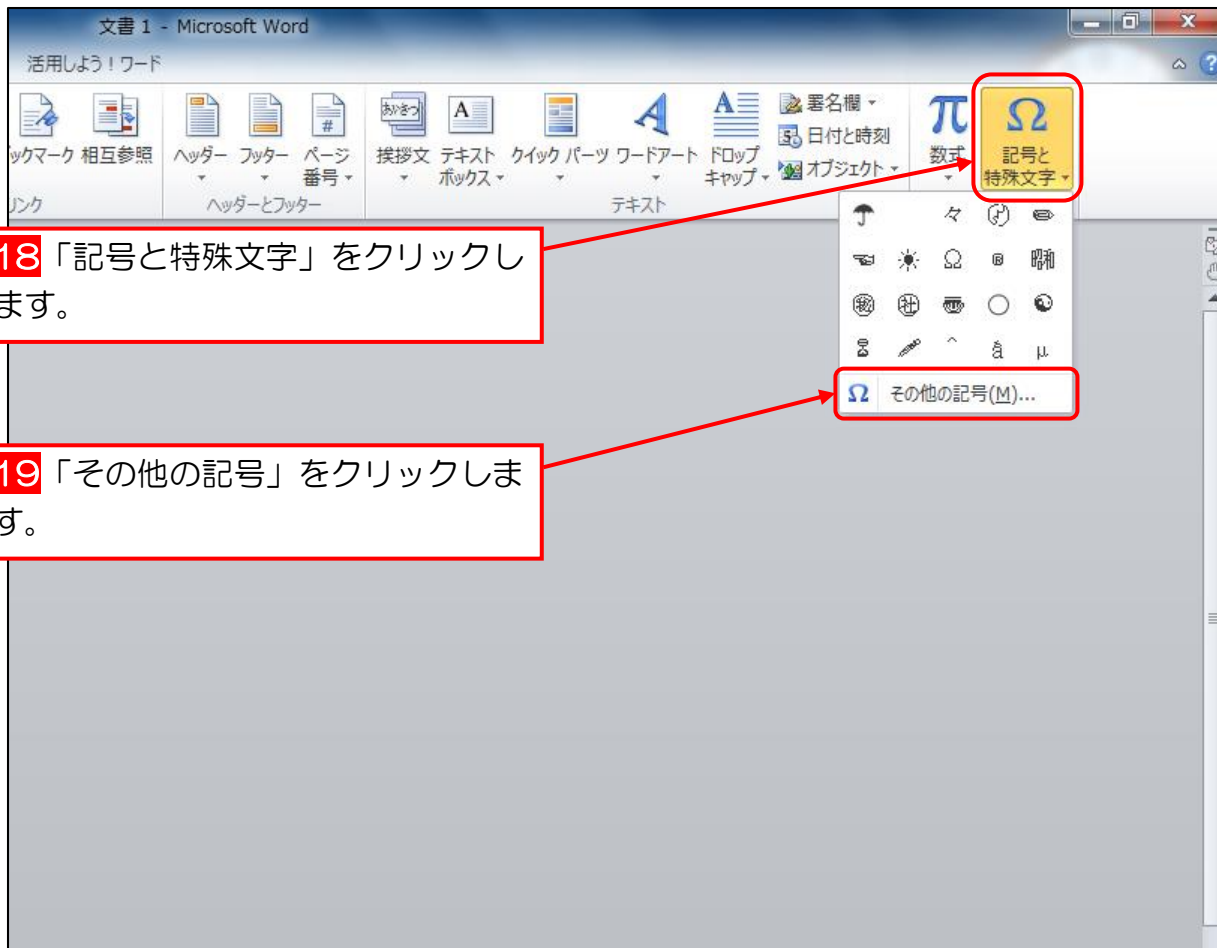 文書 1 - Microsoft Word
活用しよう！ワード
ックマーク 相互参照 ヘッダー フッター ページ番号 挨拶文 テキストボックス クイック パーツ ワードアート ドロップキャップ 署名欄 日付と時刻 オブジェクト 数式 記号と特殊文字
リンク ヘッダーとフッター テキスト
18「記号と特殊文字」をクリックし
ます。
々
Ω ® 昭和
○
^ å μ
Ω その他の記号(M)...
19「その他の記号」をクリックしま
す。